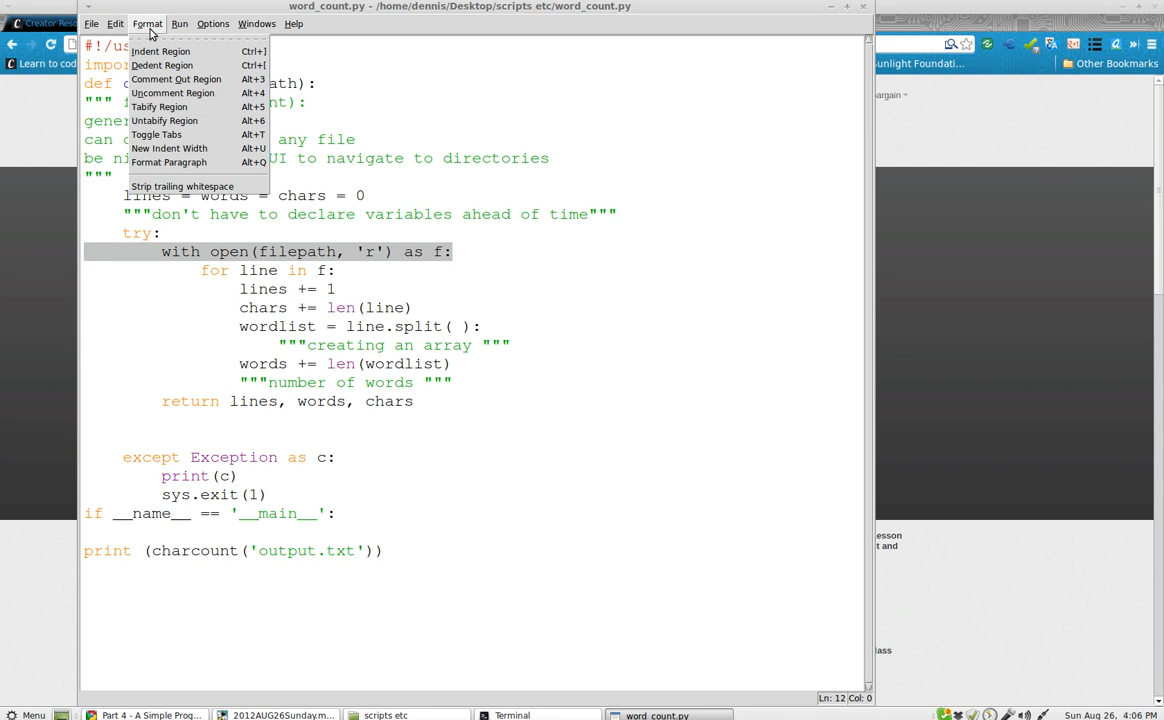 word_count.py - /home/dennis/Desktop/scripts etc/word_count.py
File Edit Format Run Options Windows Help
Creator Reso
Learn to cod
unlight Foundati...
Other Bookmarks
argain
Indent Region Ctrl+]
Dedent Region Ctrl+[
Comment Out Region Alt+3
Uncomment Region Alt+4
Tabify Region Alt+5
Untabify Region Alt+6
Toggle Tabs Alt+T
New Indent Width Alt+U
Format Paragraph Alt+Q
Strip trailing whitespace
#!/us
impor
def c ath):
""" f nt):
gener
can c any file
be ni UI to navigate to directories
"""
lines = words = chars = 0
"""don't have to declare variables ahead of time"""
try:
with open(filepath, 'r') as f:
for line in f:
lines += 1
chars += len(line)
wordlist = line.split( ):
"""creating an array """
words += len(wordlist)
"""number of words """
return lines, words, chars
except Exception as c:
print(c)
sys.exit(1)
if __name__ == '__main__':
print (charcount('output.txt'))
esson
t and
lass
Ln: 12 Col: 0
Menu Part 4 - A Simple Prog... 2012AUG26Sunday.m... scripts etc Terminal word_count.py Sun Aug 26, 4:06 PM